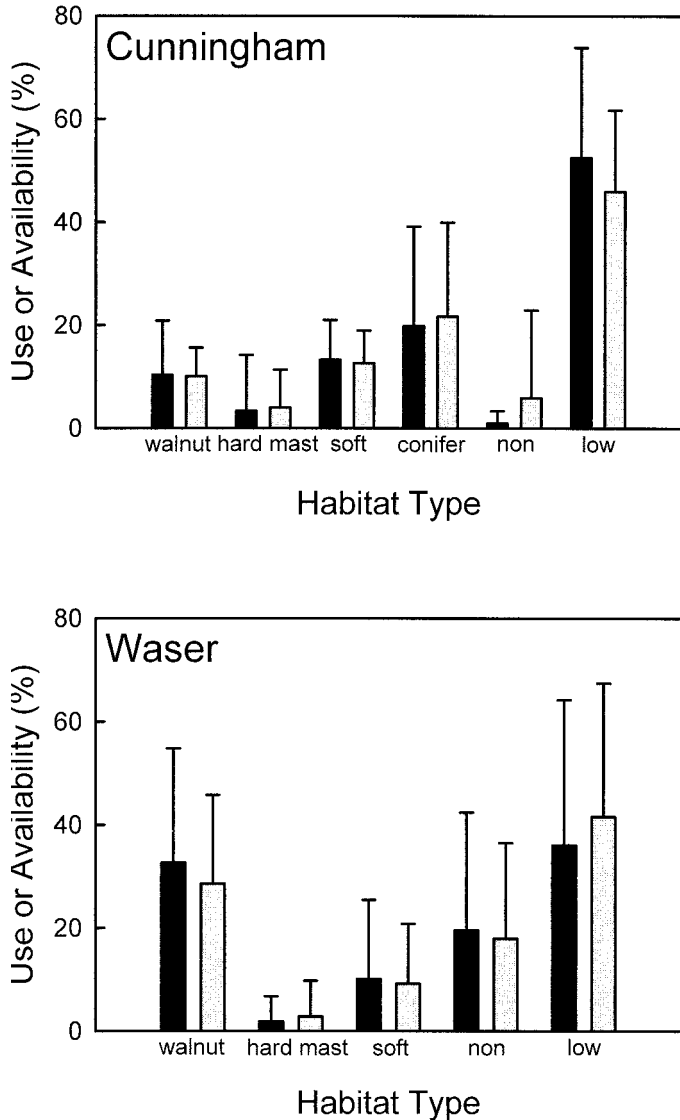 Cunningham
Use or Availability (%)
80
60
40
20
0
walnut hard mast soft conifer non low
Habitat Type
Waser
Use or Availability (%)
80
60
40
20
0
walnut hard mast soft non low
Habitat Type